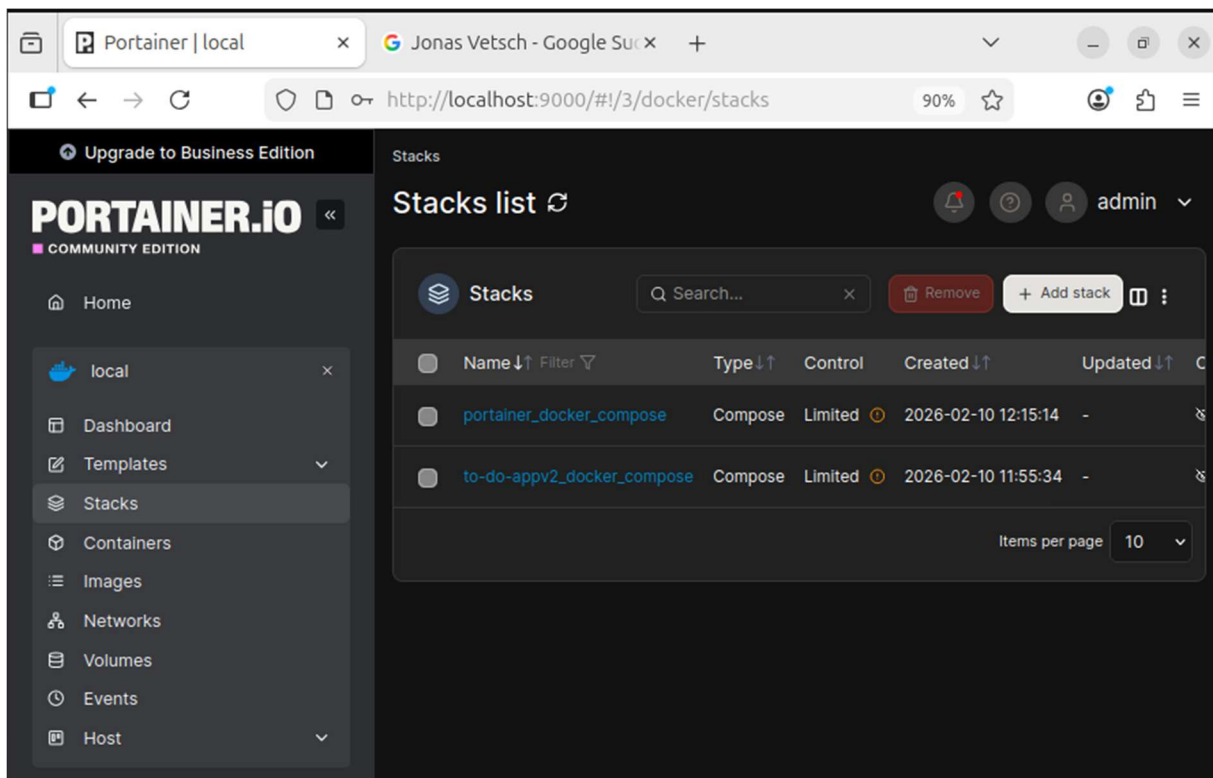 Portainer | local
Jonas Vetsch - Google Suc
http://localhost:9000/#!/3/docker/stacks
90%
Upgrade to Business Edition
PORTAINER.iO
COMMUNITY EDITION
Home
local
Dashboard
Templates
Stacks
Containers
Images
Networks
Volumes
Events
Host
Stacks
Stacks list
admin
Stacks
Search...
Remove
+ Add stack
Name Filter Type Control Created Updated C
portainer_docker_compose Compose Limited 2026-02-10 12:15:14 -
to-do-appv2_docker_compose Compose Limited 2026-02-10 11:55:34 -
Items per page 10